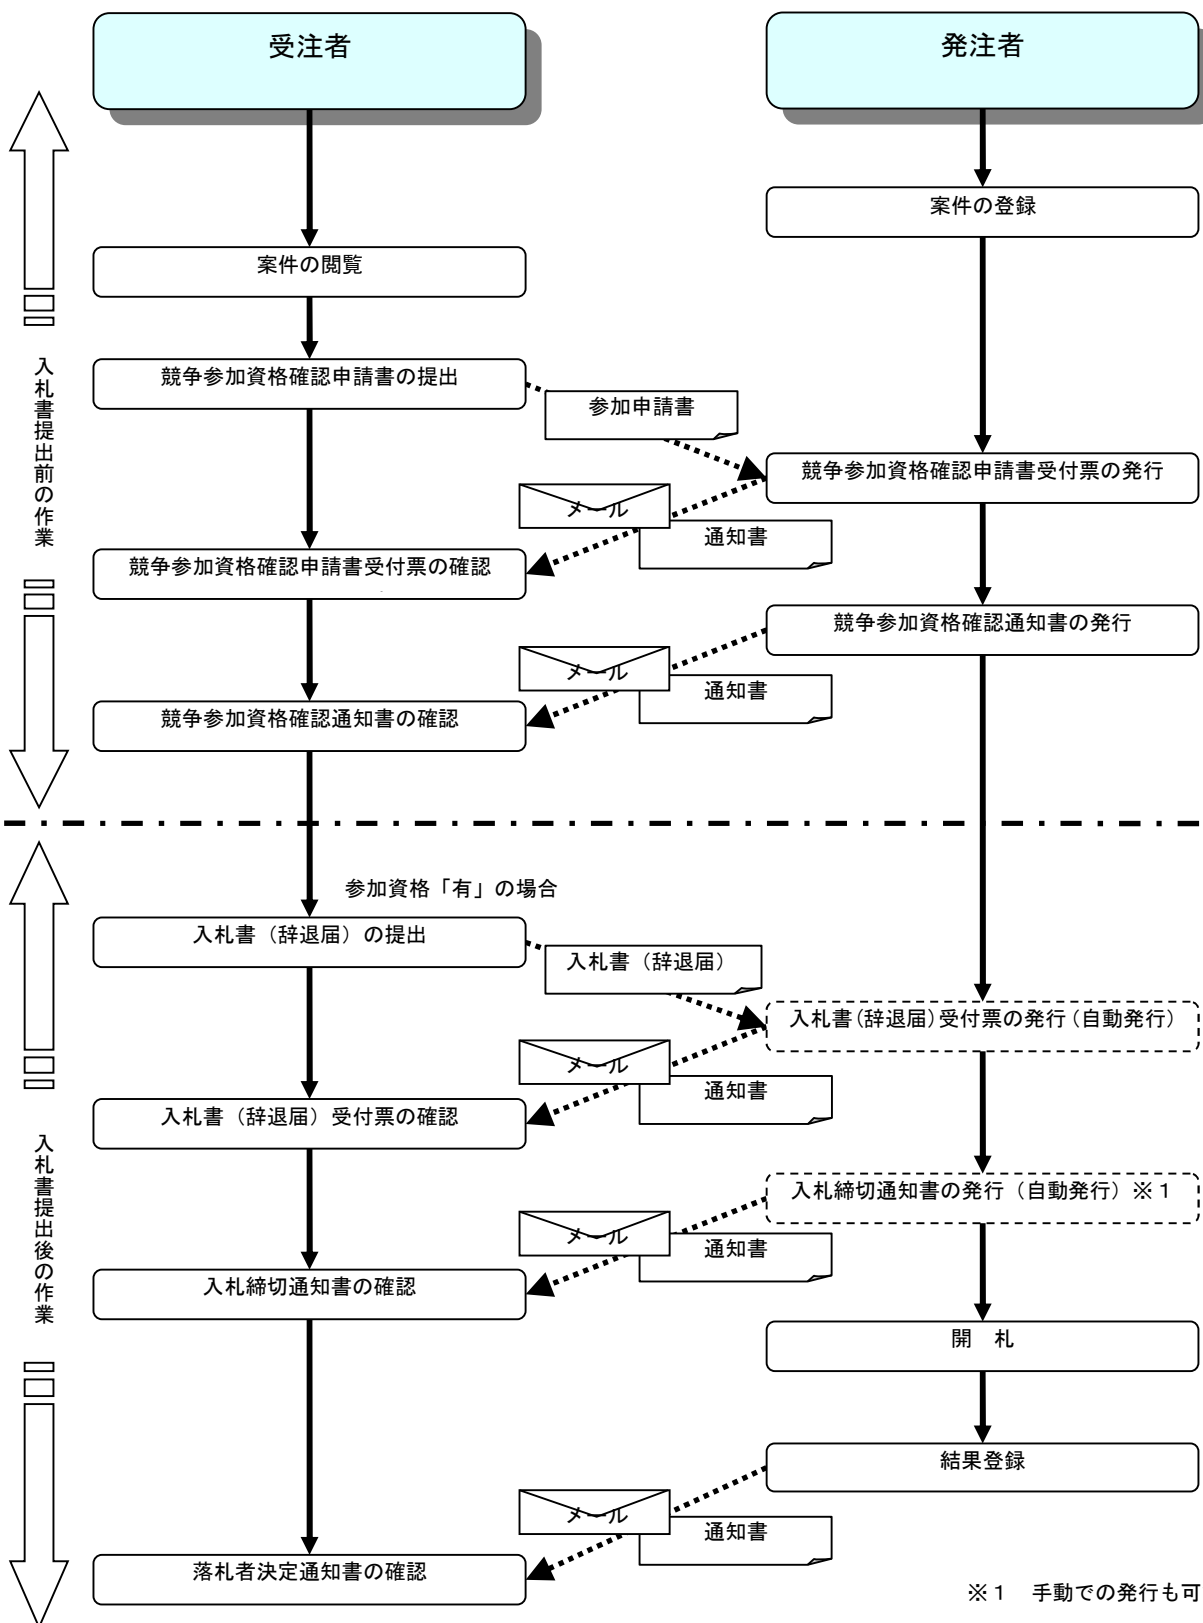 受注者
発注者
案件の登録
案件の閲覧
競争参加資格確認申請書の提出
参加申請書
競争参加資格確認申請書受付票の発行
メール
通知書
競争参加資格確認申請書受付票の確認
競争参加資格確認通知書の発行
メール
通知書
競争参加資格確認通知書の確認
入札書提出前の作業
参加資格「有」の場合
入札書（辞退届）の提出
入札書（辞退届）
入札書(辞退届)受付票の発行(自動発行)
メール
通知書
入札書（辞退届）受付票の確認
入札締切通知書の発行（自動発行）※１
メール
通知書
入札締切通知書の確認
開　札
結果登録
メール
通知書
落札者決定通知書の確認
入札書提出後の作業
※１　手動での発行も可